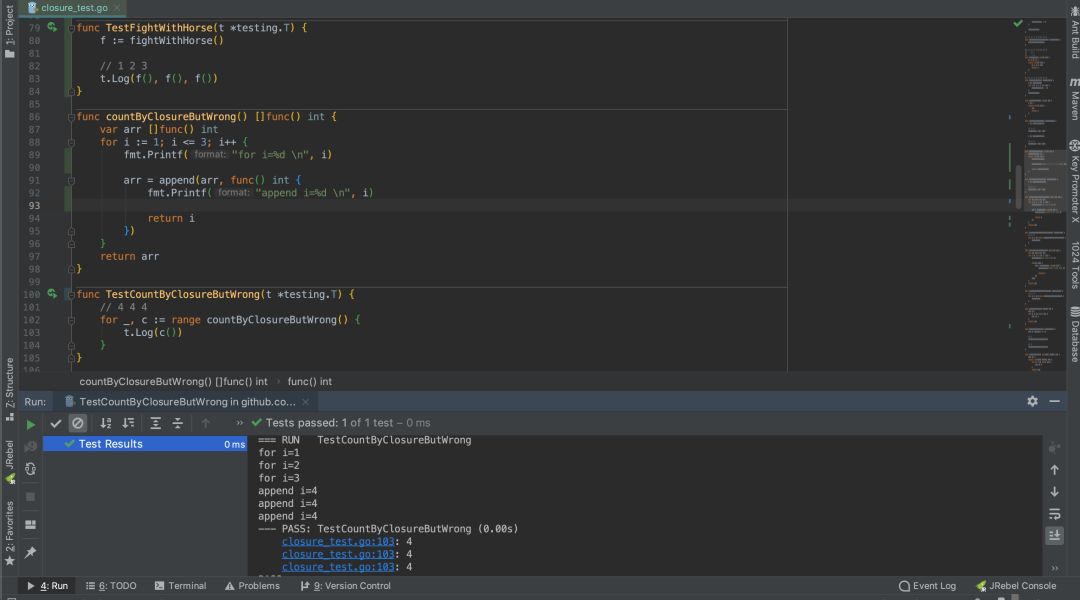 closure_test.go
1: Project
79 func TestFightWithHorse(t *testing.T) {
80 f := fightWithHorse()
81
82 // 1 2 3
83 t.Log(f(), f(), f())
84 }
85
86 func countByClosureButWrong() []func() int {
87 var arr []func() int
88 for i := 1; i <= 3; i++ {
89 fmt.Printf( format: "for i=%d \n", i)
90
91 arr = append(arr, func() int {
92 fmt.Printf( format: "append i=%d \n", i)
93
94 return i
95 })
96 }
97 return arr
98 }
99
100 func TestCountByClosureButWrong(t *testing.T) {
101 // 4 4 4
102 for _, c := range countByClosureButWrong() {
103 t.Log(c())
104 }
105 }
106
Ant Build
Maven
Key Promoter X
1024 Tools
Database
countByClosureButWrong() []func() int › func() int
Z: Structure
JRebel
2: Favorites
Run: TestCountByClosureButWrong in github.co...
Tests passed: 1 of 1 test – 0 ms
Test Results 0 ms
=== RUN TestCountByClosureButWrong
for i=1
for i=2
for i=3
append i=4
append i=4
append i=4
--- PASS: TestCountByClosureButWrong (0.00s)
closure_test.go:103: 4
closure_test.go:103: 4
closure_test.go:103: 4
4: Run 6: TODO Terminal Problems 9: Version Control Event Log JRebel Console